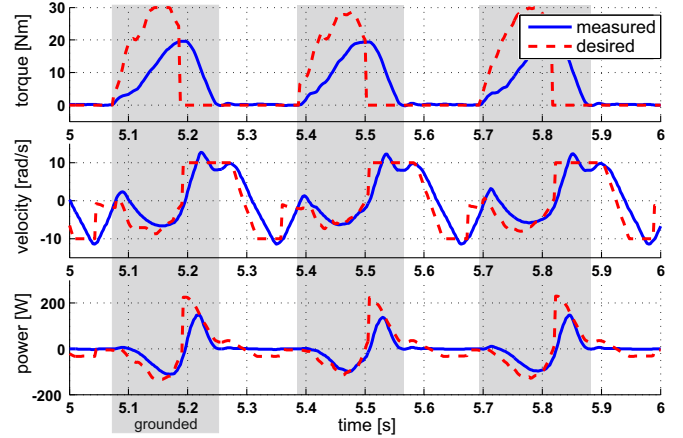 torque [Nm]
30
20
10
0
measured
desired
5 5.1 5.2 5.3 5.4 5.5 5.6 5.7 5.8 5.9 6
velocity [rad/s]
10
0
-10
5 5.1 5.2 5.3 5.4 5.5 5.6 5.7 5.8 5.9 6
power [W]
200
0
-200
5 5.1 5.2 5.3 5.4 5.5 5.6 5.7 5.8 5.9 6
grounded
time [s]